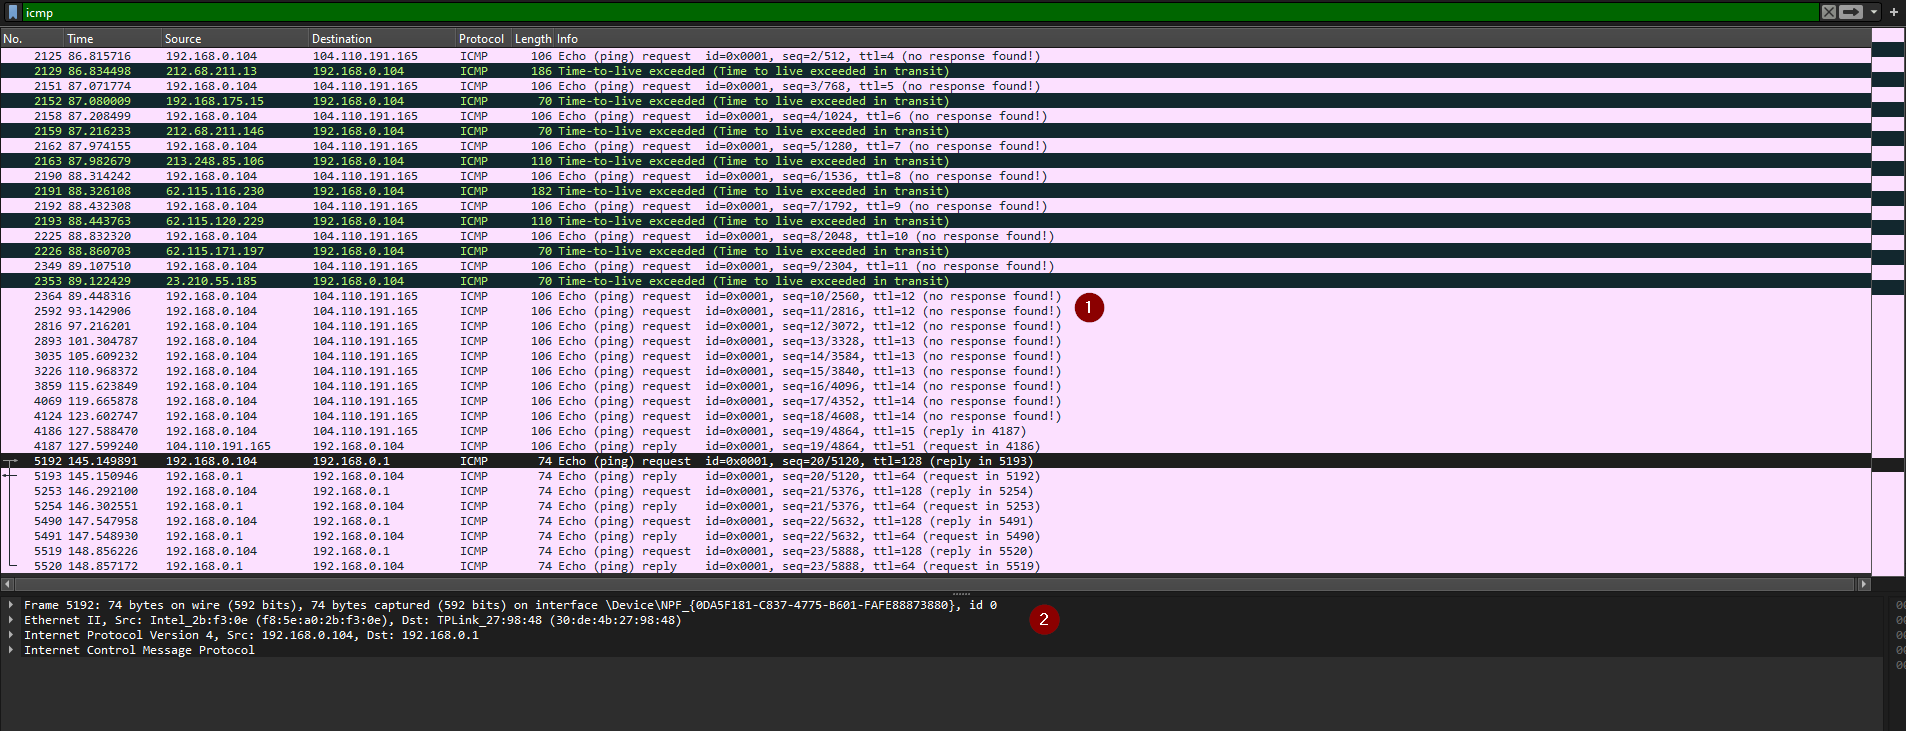 icmp
No. Time Source Destination Protocol Length Info
2125 86.815716 192.168.0.104 104.110.191.165 ICMP 106 Echo (ping) request id=0x0001, seq=2/512, ttl=4 (no response found!)
2129 86.834498 212.68.211.13 192.168.0.104 ICMP 186 Time-to-live exceeded (Time to live exceeded in transit)
2151 87.071774 192.168.0.104 104.110.191.165 ICMP 106 Echo (ping) request id=0x0001, seq=3/768, ttl=5 (no response found!)
2152 87.080009 192.168.175.15 192.168.0.104 ICMP 70 Time-to-live exceeded (Time to live exceeded in transit)
2158 87.208499 192.168.0.104 104.110.191.165 ICMP 106 Echo (ping) request id=0x0001, seq=4/1024, ttl=6 (no response found!)
2159 87.216233 212.68.211.146 192.168.0.104 ICMP 70 Time-to-live exceeded (Time to live exceeded in transit)
2162 87.974155 192.168.0.104 104.110.191.165 ICMP 106 Echo (ping) request id=0x0001, seq=5/1280, ttl=7 (no response found!)
2163 87.982679 213.248.85.106 192.168.0.104 ICMP 110 Time-to-live exceeded (Time to live exceeded in transit)
2190 88.314242 192.168.0.104 104.110.191.165 ICMP 106 Echo (ping) request id=0x0001, seq=6/1536, ttl=8 (no response found!)
2191 88.326108 62.115.116.230 192.168.0.104 ICMP 182 Time-to-live exceeded (Time to live exceeded in transit)
2192 88.432308 192.168.0.104 104.110.191.165 ICMP 106 Echo (ping) request id=0x0001, seq=7/1792, ttl=9 (no response found!)
2193 88.443763 62.115.120.229 192.168.0.104 ICMP 110 Time-to-live exceeded (Time to live exceeded in transit)
2225 88.832320 192.168.0.104 104.110.191.165 ICMP 106 Echo (ping) request id=0x0001, seq=8/2048, ttl=10 (no response found!)
2226 88.860703 62.115.171.197 192.168.0.104 ICMP 70 Time-to-live exceeded (Time to live exceeded in transit)
2349 89.107510 192.168.0.104 104.110.191.165 ICMP 106 Echo (ping) request id=0x0001, seq=9/2304, ttl=11 (no response found!)
2353 89.122429 23.210.55.185 192.168.0.104 ICMP 70 Time-to-live exceeded (Time to live exceeded in transit)
2364 89.448316 192.168.0.104 104.110.191.165 ICMP 106 Echo (ping) request id=0x0001, seq=10/2560, ttl=12 (no response found!)
2592 93.142906 192.168.0.104 104.110.191.165 ICMP 106 Echo (ping) request id=0x0001, seq=11/2816, ttl=12 (no response found!) 1
2816 97.216201 192.168.0.104 104.110.191.165 ICMP 106 Echo (ping) request id=0x0001, seq=12/3072, ttl=12 (no response found!)
2893 101.304787 192.168.0.104 104.110.191.165 ICMP 106 Echo (ping) request id=0x0001, seq=13/3328, ttl=13 (no response found!)
3035 105.609232 192.168.0.104 104.110.191.165 ICMP 106 Echo (ping) request id=0x0001, seq=14/3584, ttl=13 (no response found!)
3226 110.968372 192.168.0.104 104.110.191.165 ICMP 106 Echo (ping) request id=0x0001, seq=15/3840, ttl=13 (no response found!)
3859 115.623849 192.168.0.104 104.110.191.165 ICMP 106 Echo (ping) request id=0x0001, seq=16/4096, ttl=14 (no response found!)
4069 119.665878 192.168.0.104 104.110.191.165 ICMP 106 Echo (ping) request id=0x0001, seq=17/4352, ttl=14 (no response found!)
4124 123.602747 192.168.0.104 104.110.191.165 ICMP 106 Echo (ping) request id=0x0001, seq=18/4608, ttl=14 (no response found!)
4186 127.588470 192.168.0.104 104.110.191.165 ICMP 106 Echo (ping) request id=0x0001, seq=19/4864, ttl=15 (reply in 4187)
4187 127.599240 104.110.191.165 192.168.0.104 ICMP 106 Echo (ping) reply id=0x0001, seq=19/4864, ttl=51 (request in 4186)
5192 145.149891 192.168.0.104 192.168.0.1 ICMP 74 Echo (ping) request id=0x0001, seq=20/5120, ttl=128 (reply in 5193)
5193 145.150946 192.168.0.1 192.168.0.104 ICMP 74 Echo (ping) reply id=0x0001, seq=20/5120, ttl=64 (request in 5192)
5253 146.292100 192.168.0.104 192.168.0.1 ICMP 74 Echo (ping) request id=0x0001, seq=21/5376, ttl=128 (reply in 5254)
5254 146.302551 192.168.0.1 192.168.0.104 ICMP 74 Echo (ping) reply id=0x0001, seq=21/5376, ttl=64 (request in 5253)
5490 147.547958 192.168.0.104 192.168.0.1 ICMP 74 Echo (ping) request id=0x0001, seq=22/5632, ttl=128 (reply in 5491)
5491 147.548930 192.168.0.1 192.168.0.104 ICMP 74 Echo (ping) reply id=0x0001, seq=22/5632, ttl=64 (request in 5490)
5519 148.856226 192.168.0.104 192.168.0.1 ICMP 74 Echo (ping) request id=0x0001, seq=23/5888, ttl=128 (reply in 5520)
5520 148.857172 192.168.0.1 192.168.0.104 ICMP 74 Echo (ping) reply id=0x0001, seq=23/5888, ttl=64 (request in 5519)
Frame 5192: 74 bytes on wire (592 bits), 74 bytes captured (592 bits) on interface \Device\NPF_{0DA5F181-C837-4775-B601-FAFE88873880}, id 0
Ethernet II, Src: Intel_2b:f3:0e (f8:5e:a0:2b:f3:0e), Dst: TPLink_27:98:48 (30:de:4b:27:98:48) 2
Internet Protocol Version 4, Src: 192.168.0.104, Dst: 192.168.0.1
Internet Control Message Protocol